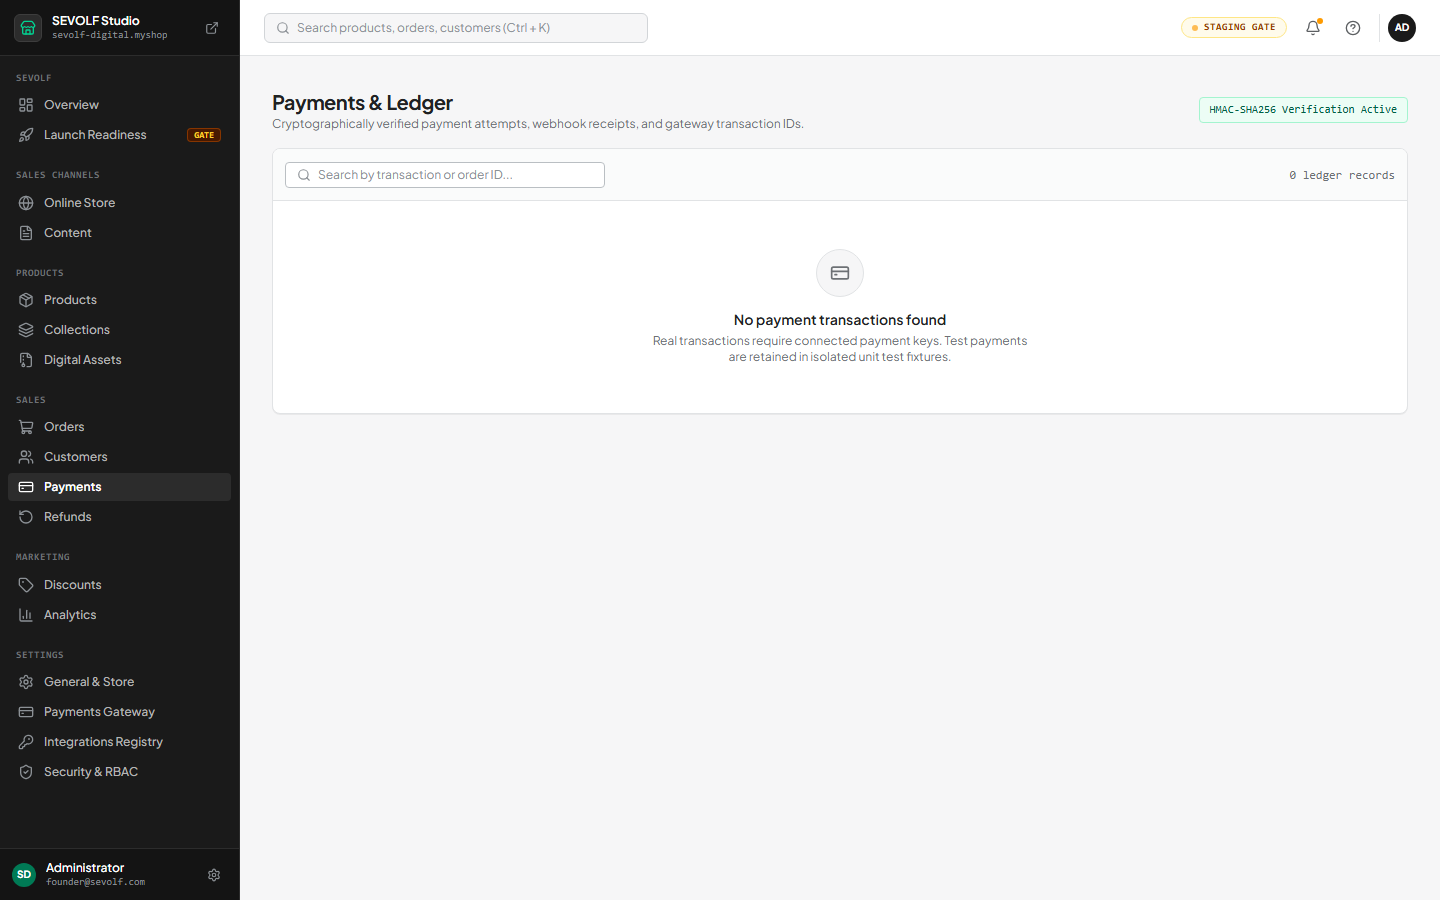 SEVOLF Studio
sevolf-digital.myshop
Search products, orders, customers (Ctrl + K)
STAGING GATE
AD
SEVOLF
Overview
Launch Readiness
GATE
SALES CHANNELS
Online Store
Content
PRODUCTS
Products
Collections
Digital Assets
SALES
Orders
Customers
Payments
Refunds
MARKETING
Discounts
Analytics
SETTINGS
General & Store
Payments Gateway
Integrations Registry
Security & RBAC
SD
Administrator
founder@sevolf.com
Payments & Ledger
Cryptographically verified payment attempts, webhook receipts, and gateway transaction IDs.
HMAC-SHA256 Verification Active
Search by transaction or order ID...
0 ledger records
No payment transactions found
Real transactions require connected payment keys. Test payments
are retained in isolated unit test fixtures.